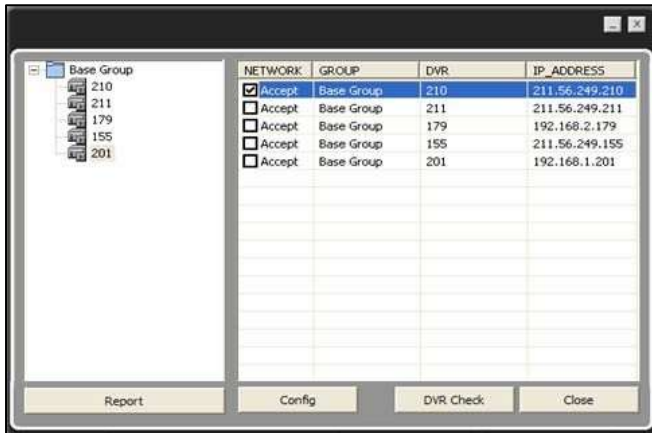 Base Group
210
211
179
155
201
NETWORK GROUP DVR IP_ADDRESS
Accept Base Group 210 211.56.249.210
Accept Base Group 211 211.56.249.211
Accept Base Group 179 192.168.2.179
Accept Base Group 155 211.56.249.155
Accept Base Group 201 192.168.1.201
Report Config DVR Check Close